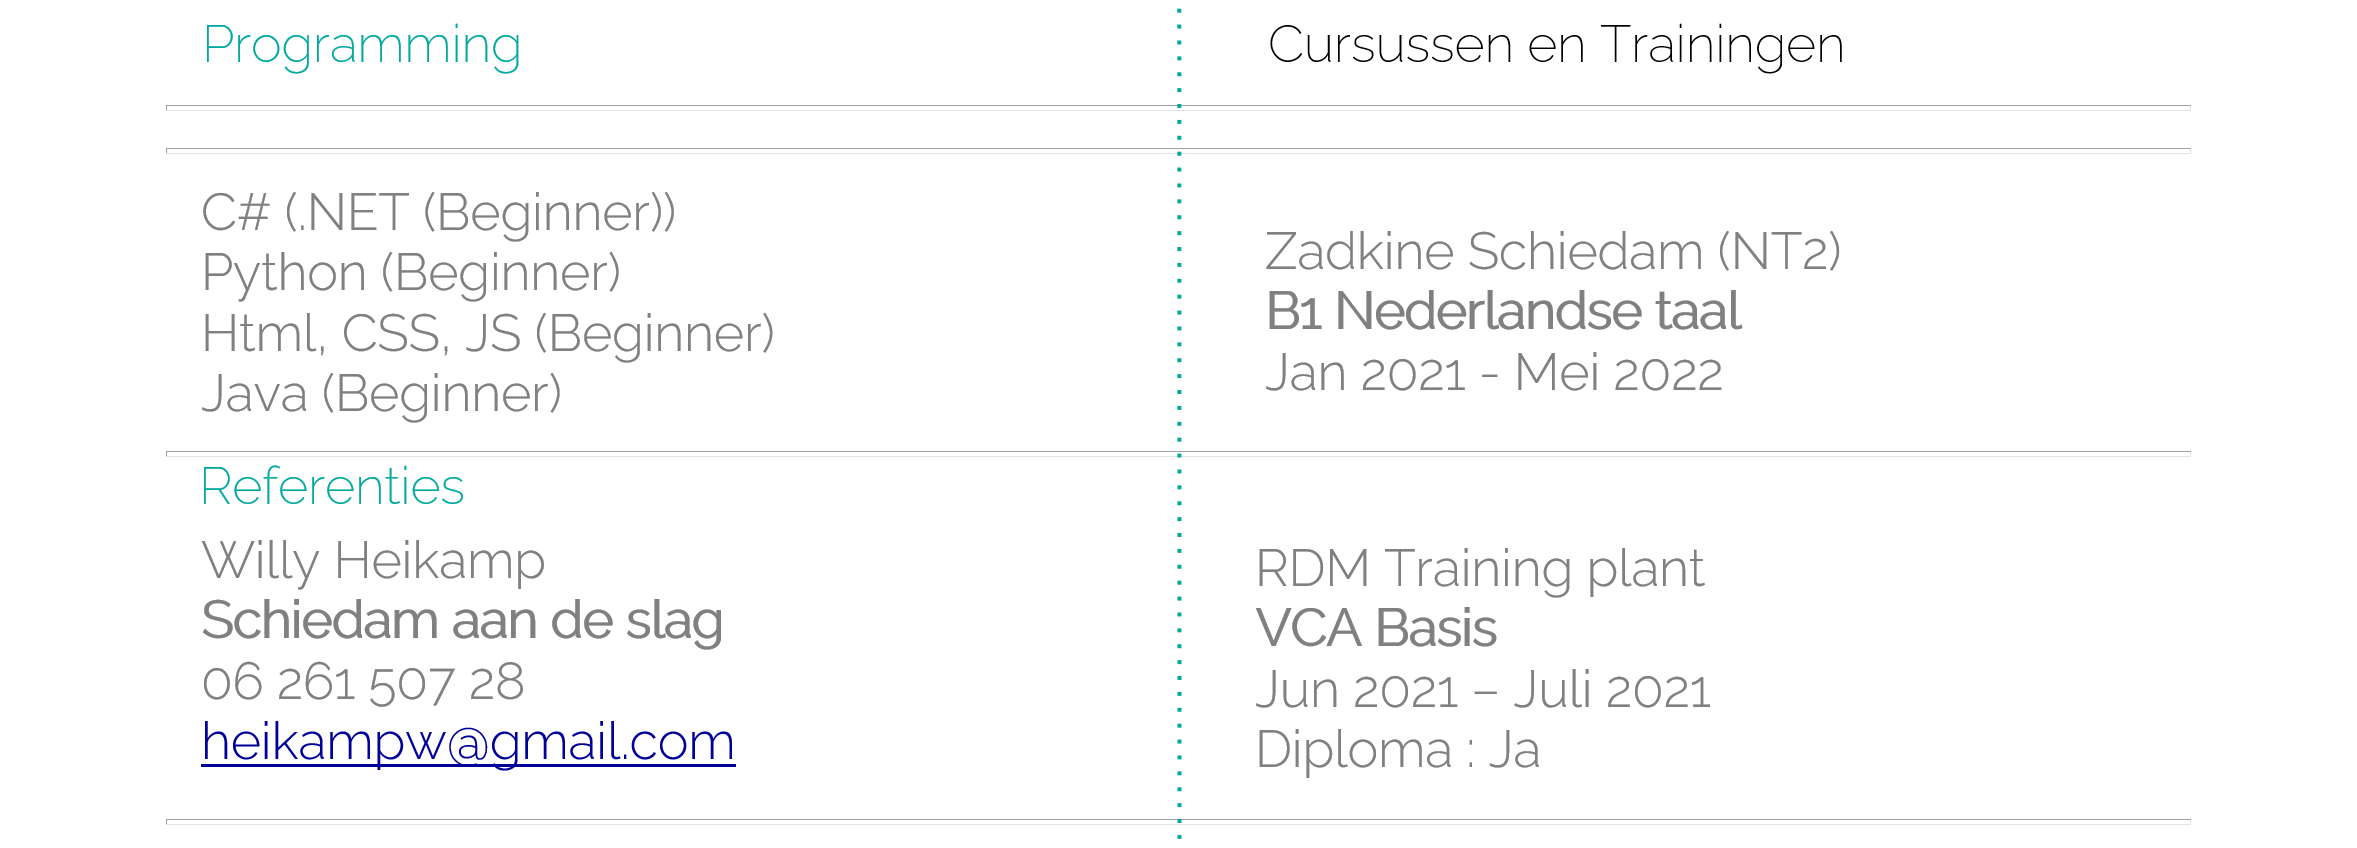 Programming
C# (.NET (Beginner))
Python (Beginner)
Html, CSS, JS (Beginner)
Java (Beginner)
Referenties
Willy Heikamp
Schiedam aan de slag
06 261 507 28
heikampw@gmail.com
Cursussen en Trainingen
Zadkine Schiedam (NT2)
B1 Nederlandse taal
Jan 2021 - Mei 2022
RDM Training plant
VCA Basis
Jun 2021 – Juli 2021
Diploma : Ja